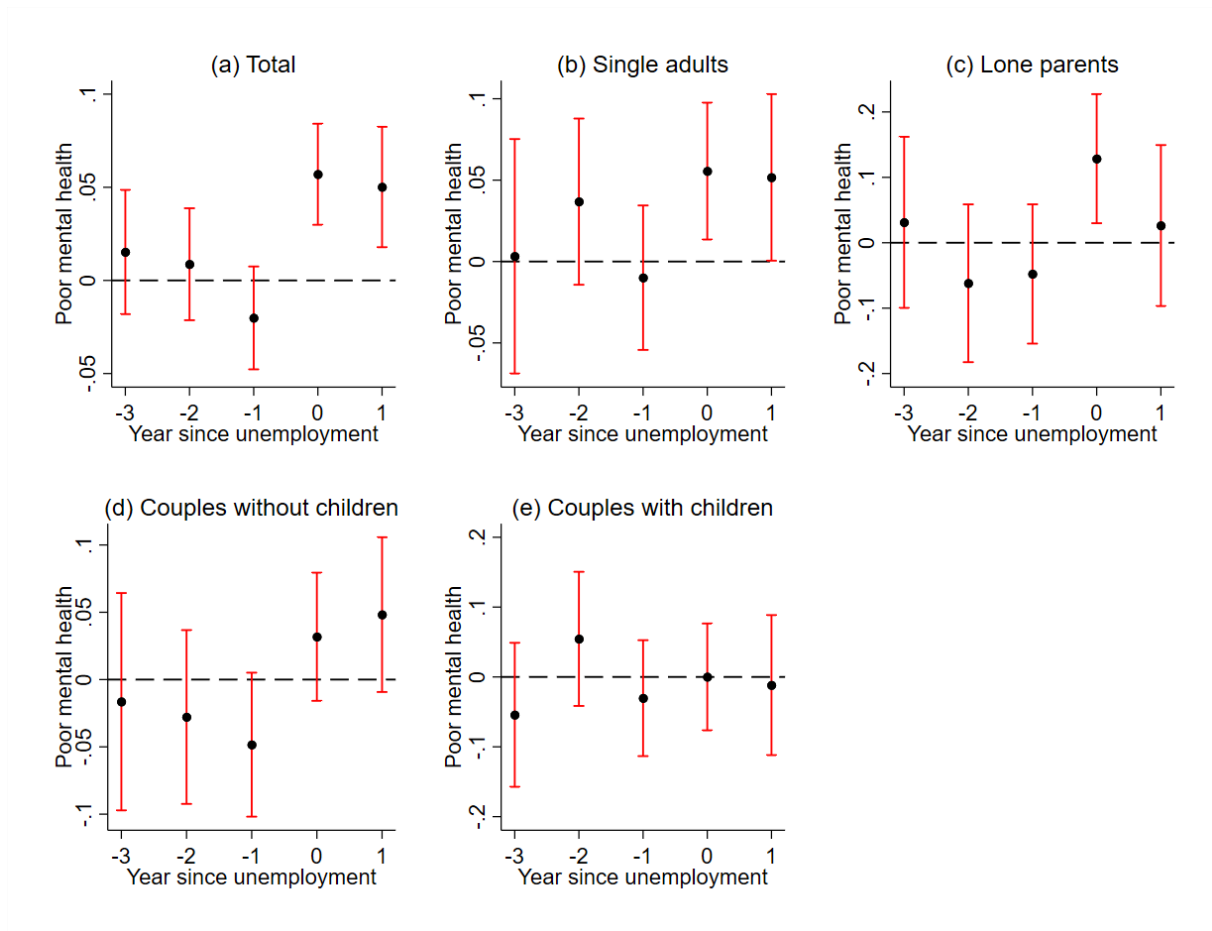 (a) Total
Poor mental health
.1
.05
0
-.05
-3 -2 -1 0 1
Year since unemployment
(b) Single adults
Poor mental health
.1
.05
0
-.05
-3 -2 -1 0 1
Year since unemployment
(c) Lone parents
Poor mental health
.2
.1
0
-.1
-.2
-3 -2 -1 0 1
Year since unemployment
(d) Couples without children
Poor mental health
.1
.05
0
-.05
-.1
-3 -2 -1 0 1
Year since unemployment
(e) Couples with children
Poor mental health
.2
.1
0
-.1
-.2
-3 -2 -1 0 1
Year since unemployment